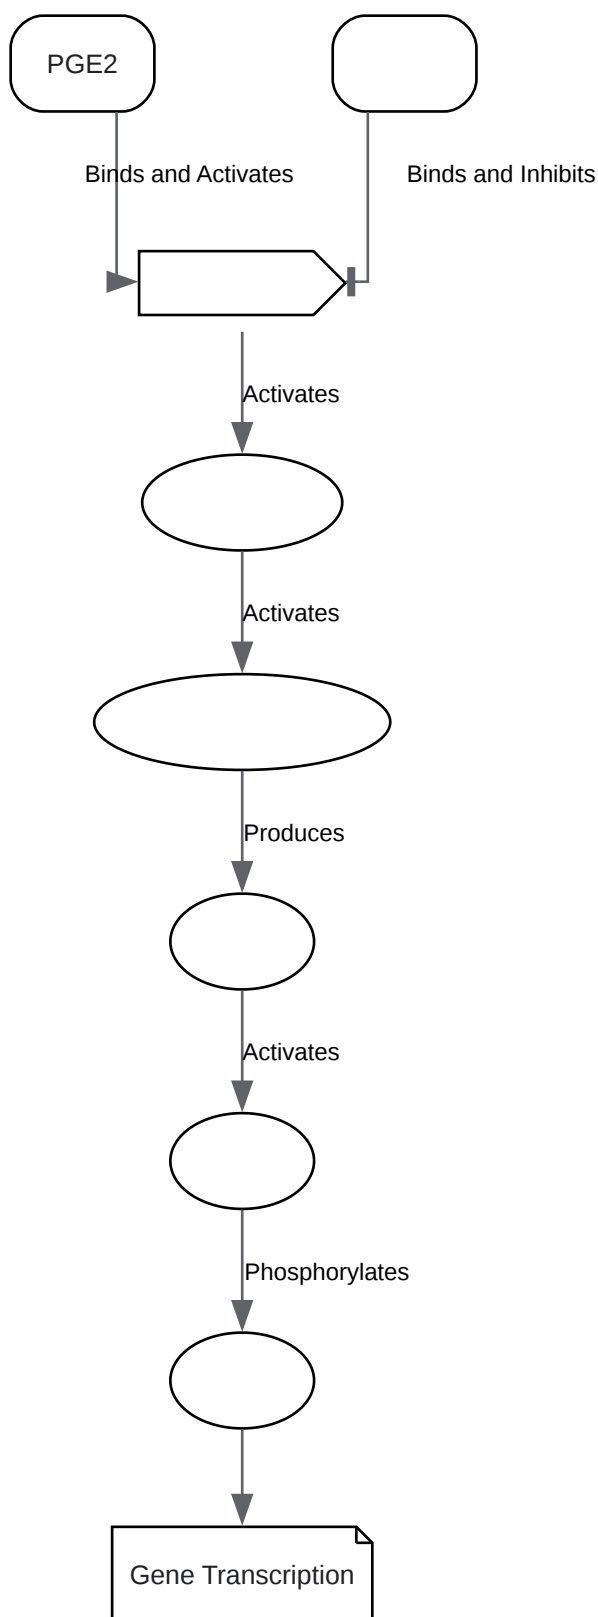 PGE2
Binds and Activates
Binds and Inhibits
Activates
Activates
Produces
Activates
Phosphorylates
Gene Transcription